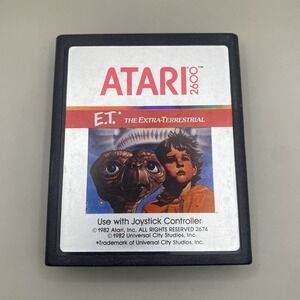 ATARI 2600™
E.T.* THE EXTRA-TERRESTRIAL
Use with Joystick Controller
©1982 Atari, Inc. ALL RIGHTS RESERVED 2674
©1982 Universal City Studios, Inc.
*Trademark of Universal City Studios, Inc.